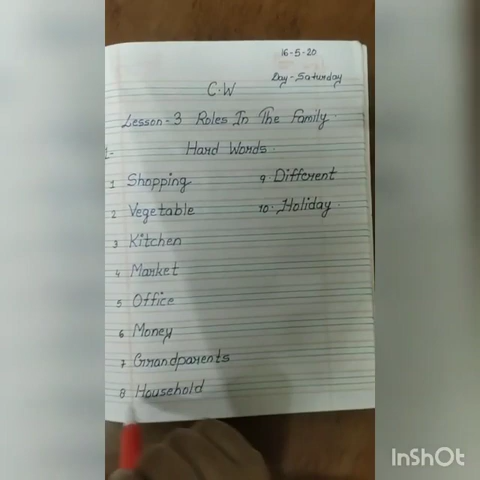 16-5-20
Day-Saturday
C.W
Lesson-3 Roles In The Family.
1-
Hard Words.
1 Shopping
2 Vegetable
3 Kitchen
4 Market
5 Office
6 Money
7 Grandparents
8 Household
9. Different
10. Holiday.
InShOt